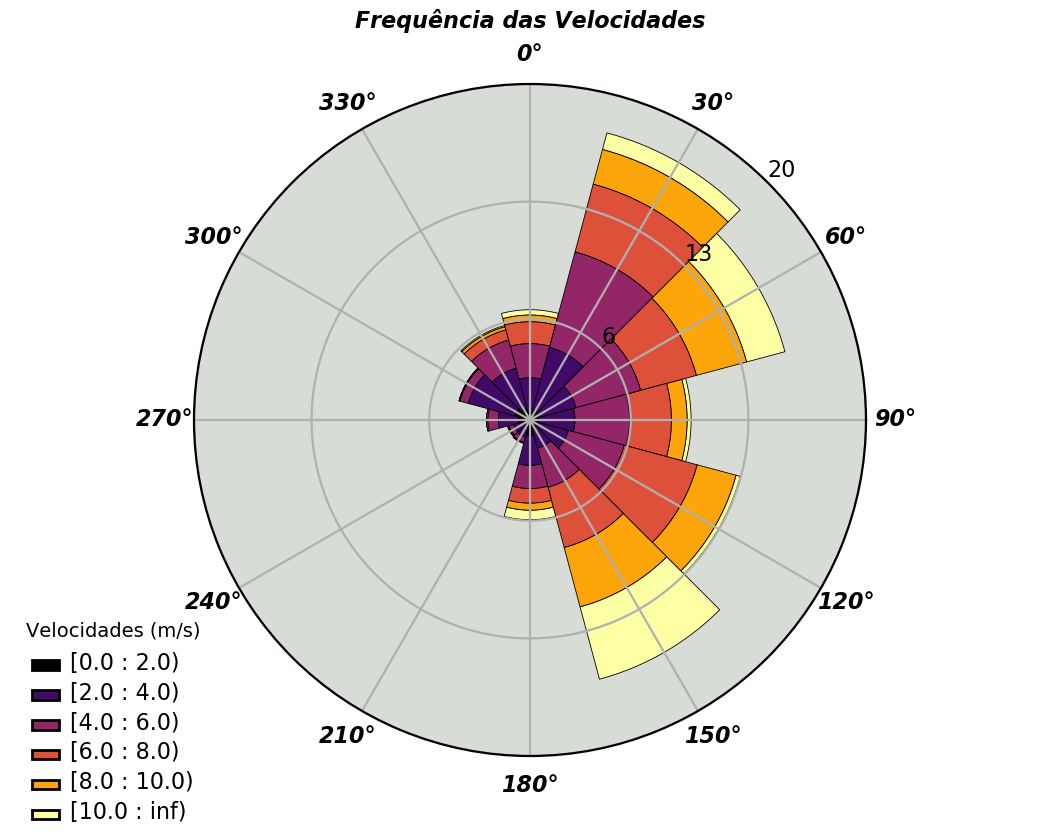 Frequência das Velocidades
0°
330°
30°
20
300°
60°
13
6
270°
90°
240°
120°
210°
150°
180°
Velocidades (m/s)
[0.0 : 2.0)
[2.0 : 4.0)
[4.0 : 6.0)
[6.0 : 8.0)
[8.0 : 10.0)
[10.0 : inf)